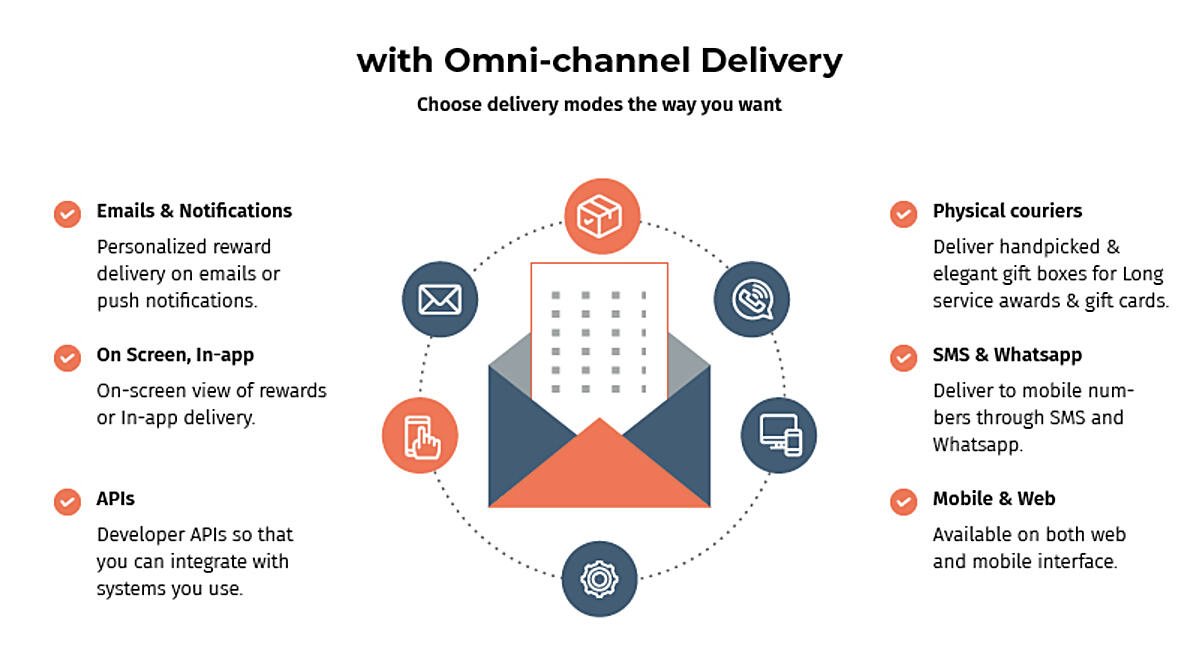 with Omni-channel Delivery
Choose delivery modes the way you want
Emails & Notifications
Personalized reward
delivery on emails or
push notifications.
On Screen, In-app
On-screen view of rewards
or In-app delivery.
APIs
Developer APIs so that
you can integrate with
systems you use.
Physical couriers
Deliver handpicked &
elegant gift boxes for Long
service awards & gift cards.
SMS & Whatsapp
Deliver to mobile num-
bers through SMS and
Whatsapp.
Mobile & Web
Available on both web
and mobile interface.